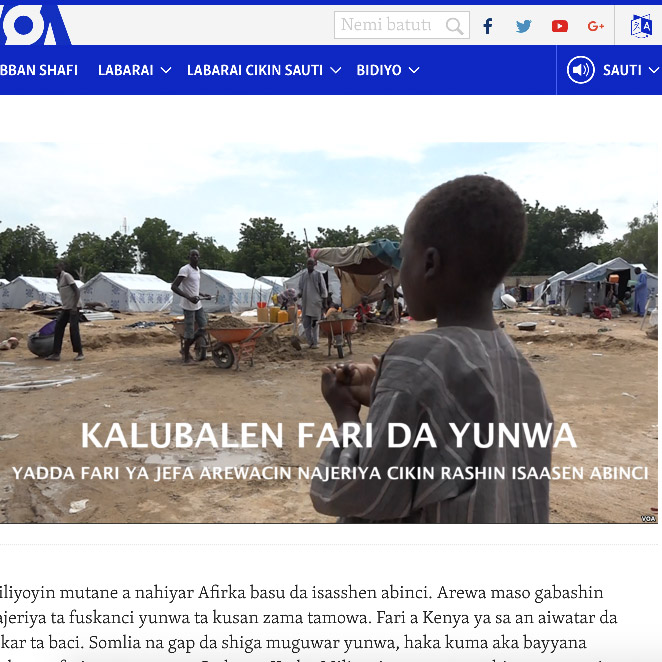 VOA
Nemi batutu
G+
BBAN SHAFI LABARAI LABARAI CIKIN SAUTI BIDIYO SAUTI
KALUBALEN FARI DA YUNWA
YADDA FARI YA JEFA AREWACIN NAJERIYA CIKIN RASHIN ISAASEN ABINCI
VOA
iliyoyin mutane a nahiyar Afirka basu da isasshen abinci. Arewa maso gabashin
ajeriya ta fuskanci yunwa ta kusan zama tamowa. Fari a Kenya ya sa an aiwatar da
kar ta baci. Somlia na gap da shiga muguwar yunwa, haka kuma aka bayyana